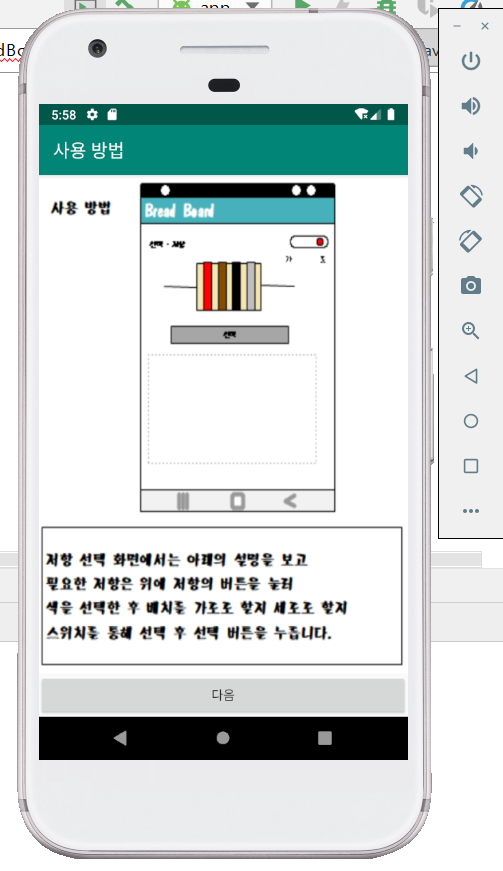 app
5:58
사용 방법
사용 방법
Bread Board
선택 - 저항
가
선택
저항 선택 화면에서는 아래의 설명을 보고
필요한 저항은 위에 저항의 버튼을 눌러
색을 선택한 후 배치를 가로로 할지 세로로 할지
스위치를 통해 선택 후 선택 버튼을 누릅니다.
다음